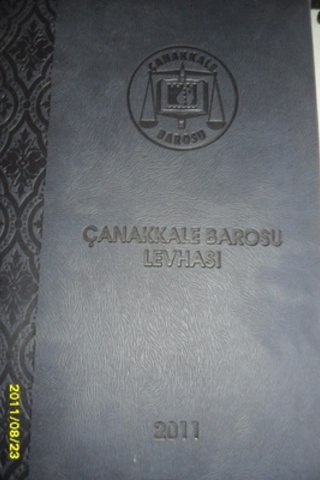 ÇANAKKALE
BAROSU
ÇANAKKALE BAROSU
LEVHASI
2011
2011/08/23